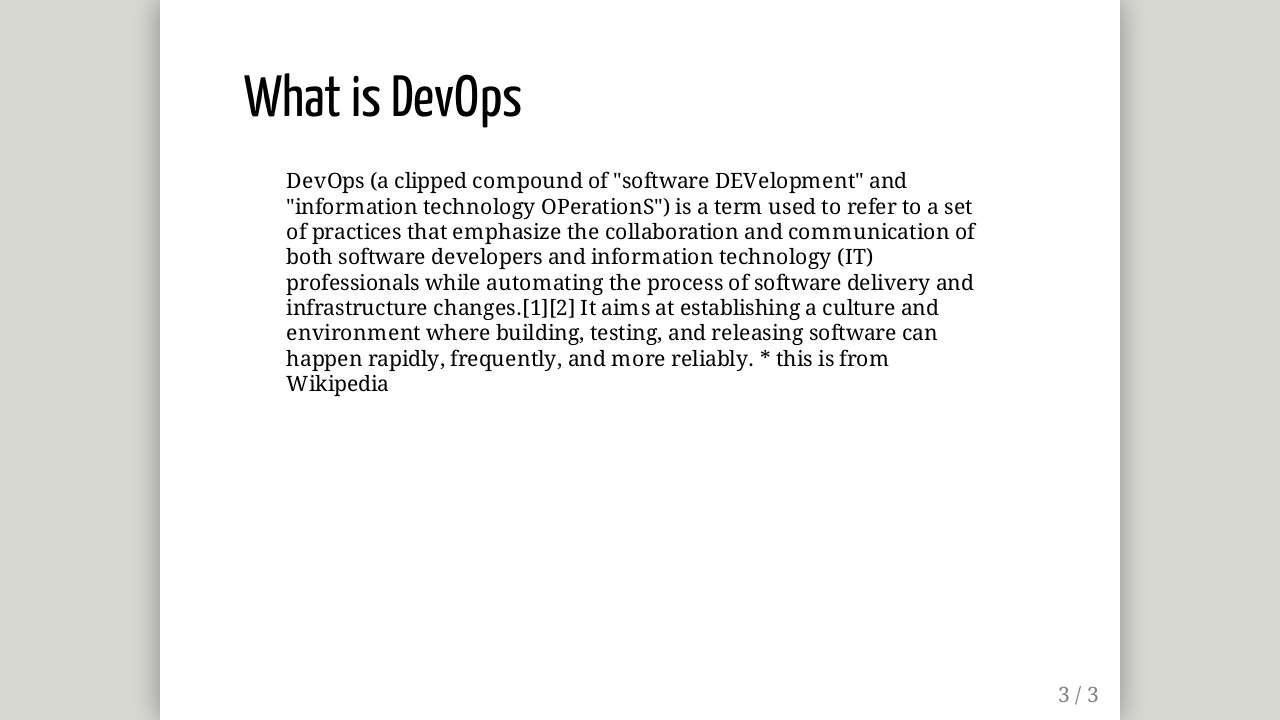 What is DevOps
DevOps (a clipped compound of "software DEVelopment" and
"information technology OPerationS") is a term used to refer to a set
of practices that emphasize the collaboration and communication of
both software developers and information technology (IT)
professionals while automating the process of software delivery and
infrastructure changes.[1][2] It aims at establishing a culture and
environment where building, testing, and releasing software can
happen rapidly, frequently, and more reliably. * this is from
Wikipedia
3 / 3